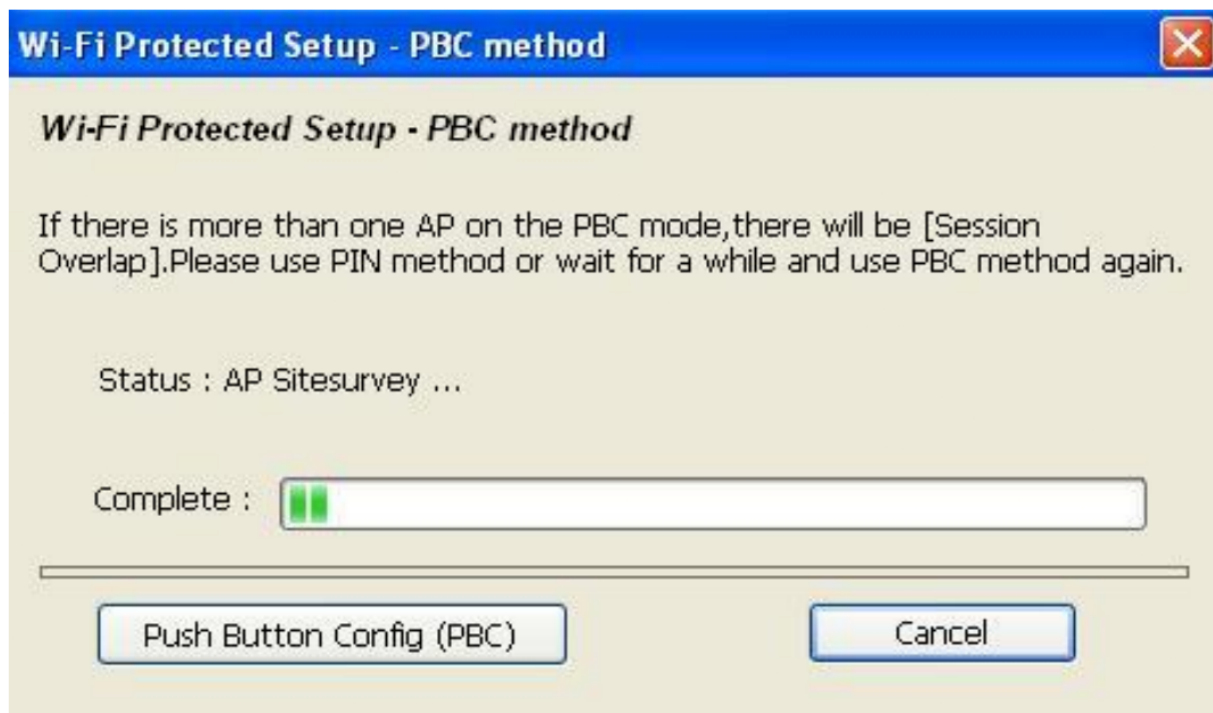 Wi-Fi Protected Setup - PBC method
Wi-Fi Protected Setup - PBC method
If there is more than one AP on the PBC mode,there will be [Session
Overlap].Please use PIN method or wait for a while and use PBC method again.
Status : AP Sitesurvey ...
Complete :
Push Button Config (PBC)
Cancel